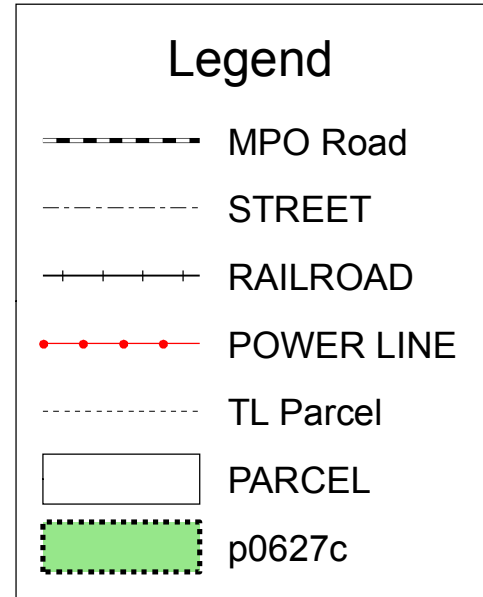 Legend
MPO Road
STREET
RAILROAD
POWER LINE
TL Parcel
PARCEL
p0627c